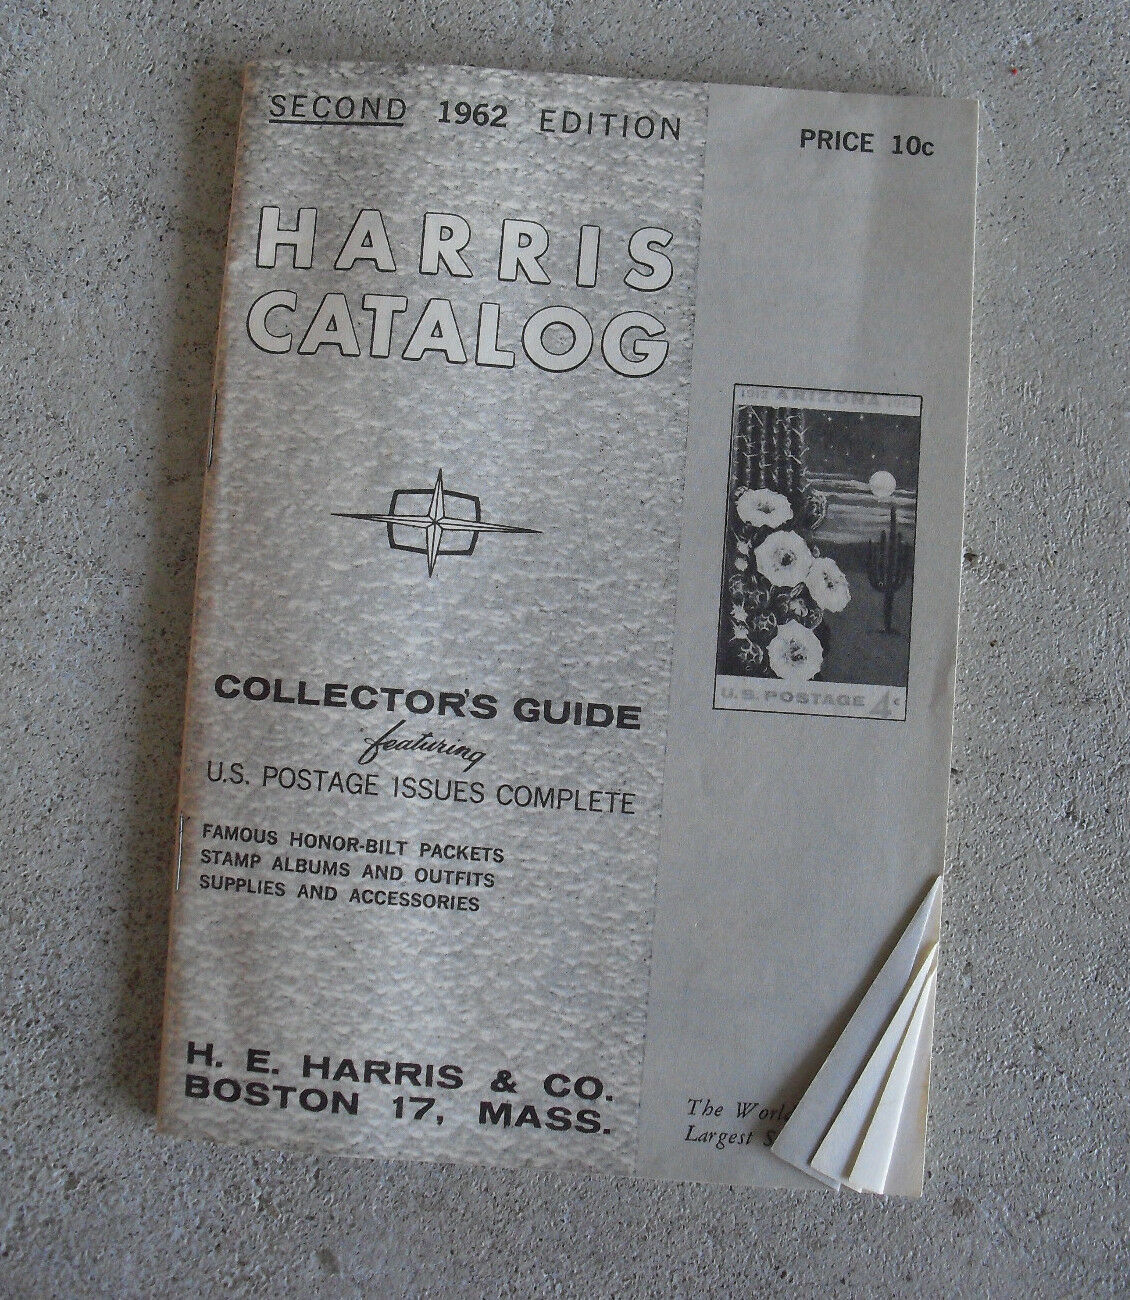 SECOND 1962 EDITION
PRICE 10c
HARRIS
CATALOG
1912 ARIZONA
U.S. POSTAGE 4c
COLLECTOR'S GUIDE
featuring
U.S. POSTAGE ISSUES COMPLETE
FAMOUS HONOR-BILT PACKETS
STAMP ALBUMS AND OUTFITS
SUPPLIES AND ACCESSORIES
H. E. HARRIS & CO.
BOSTON 17, MASS.
The
Largest